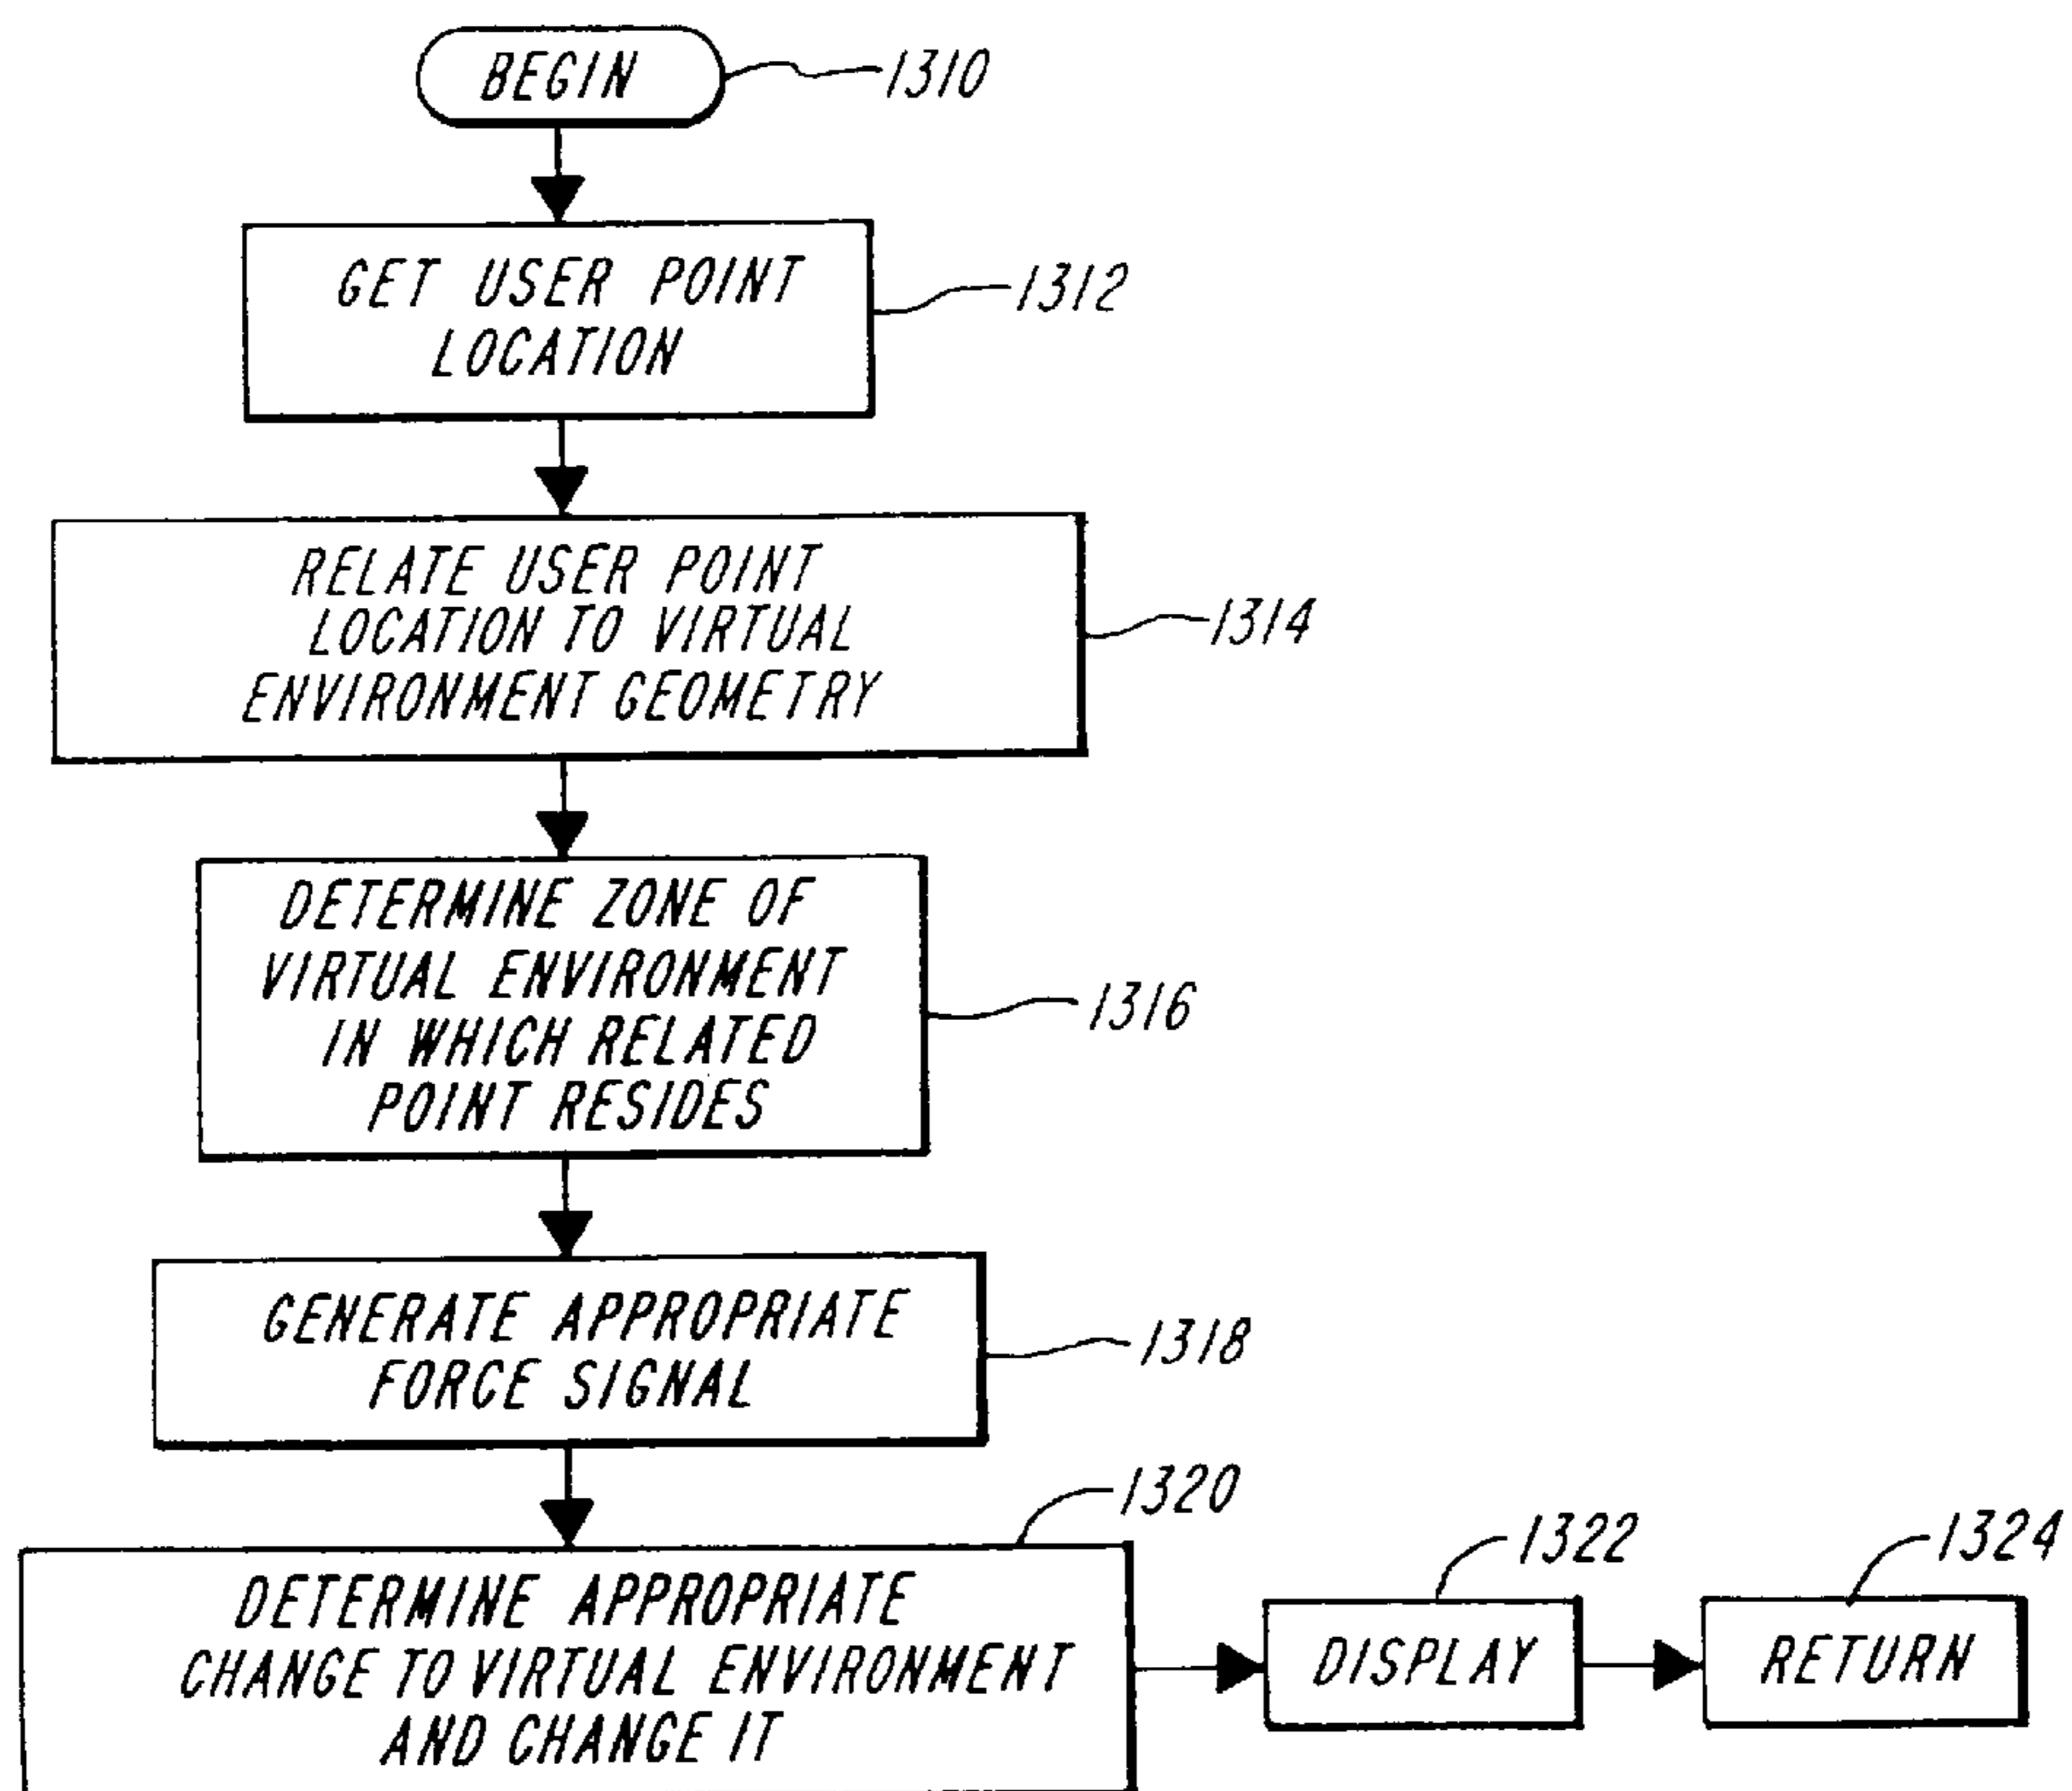 BEGIN
1310
GET USER POINT
LOCATION
1312
RELATE USER POINT
LOCATION TO VIRTUAL
ENVIRONMENT GEOMETRY
1314
DETERMINE ZONE OF
VIRTUAL ENVIRONMENT
IN WHICH RELATED
POINT RESIDES
1316
GENERATE APPROPRIATE
FORCE SIGNAL
1318
DETERMINE APPROPRIATE
CHANGE TO VIRTUAL ENVIRONMENT
AND CHANGE IT
1320
DISPLAY
1322
RETURN
1324